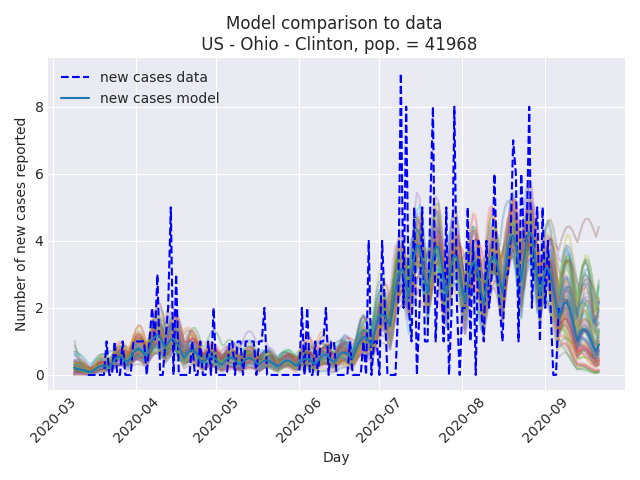 Model comparison to data
US - Ohio - Clinton, pop. = 41968
new cases data
new cases model
Number of new cases reported
8
6
4
2
0
2020-03
2020-04
2020-05
2020-06
2020-07
2020-08
2020-09
Day